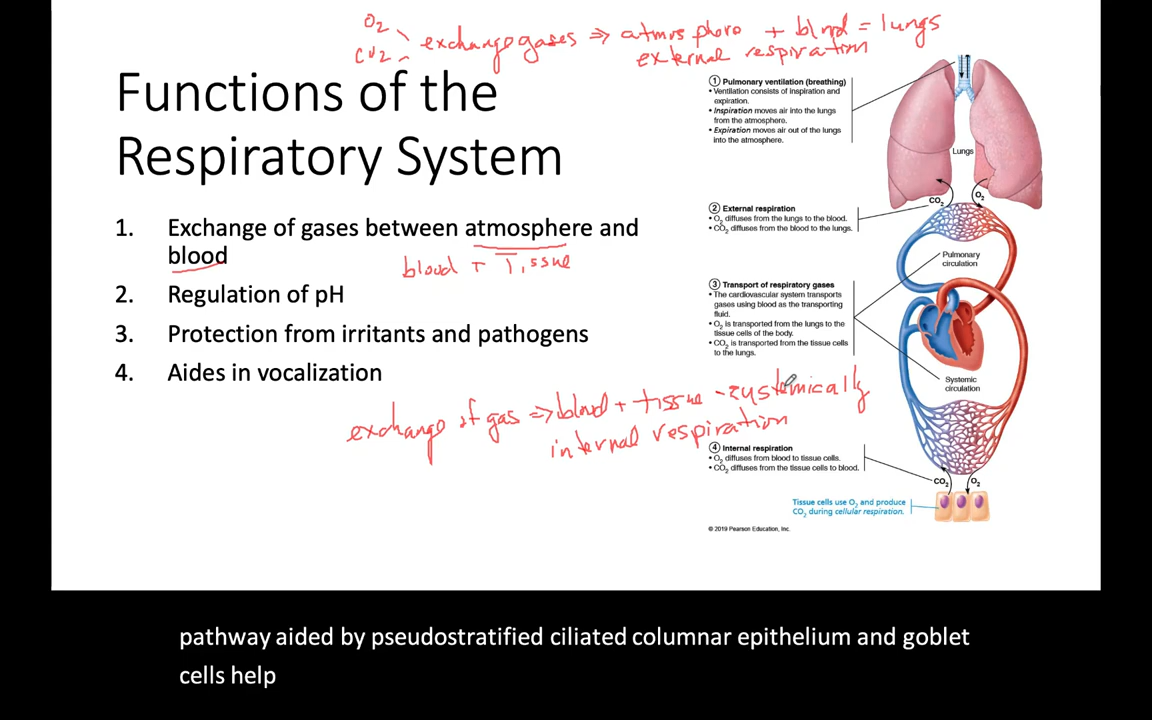 O2
CO2
exchange gases ⇒ atmosphere + blood = lungs
external respiration
Functions of the
Respiratory System
1. Exchange of gases between atmosphere and
blood
blood + Tissue
2. Regulation of pH
3. Protection from irritants and pathogens
4. Aides in vocalization
exchange of gas ⇒ blood + tissue - systemically
internal respiration
① Pulmonary ventilation (breathing)
• Ventilation consists of inspiration and
expiration.
• Inspiration moves air into the lungs
from the atmosphere.
• Expiration moves air out of the lungs
into the atmosphere.
Lungs
CO2
O2
② External respiration
• O2 diffuses from the lungs to the blood.
• CO2 diffuses from the blood to the lungs.
Pulmonary
circulation
③ Transport of respiratory gases
• The cardiovascular system transports
gases using blood as the transporting
fluid.
• O2 is transported from the lungs to the
tissue cells of the body.
• CO2 is transported from the tissue cells
to the lungs.
Systemic
circulation
④ Internal respiration
• O2 diffuses from blood to tissue cells.
• CO2 diffuses from the tissue cells to blood.
CO2
O2
Tissue cells use O2 and produce
CO2 during cellular respiration.
© 2019 Pearson Education, Inc.
pathway aided by pseudostratified ciliated columnar epithelium and goblet
cells help